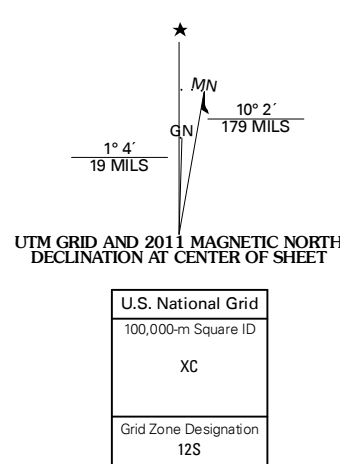 ★
MN
GN
10° 2´
179 MILS
1° 4´
19 MILS
UTM GRID AND 2011 MAGNETIC NORTH
DECLINATION AT CENTER OF SHEET
U.S. National Grid
100,000-m Square ID
XC
Grid Zone Designation
12S